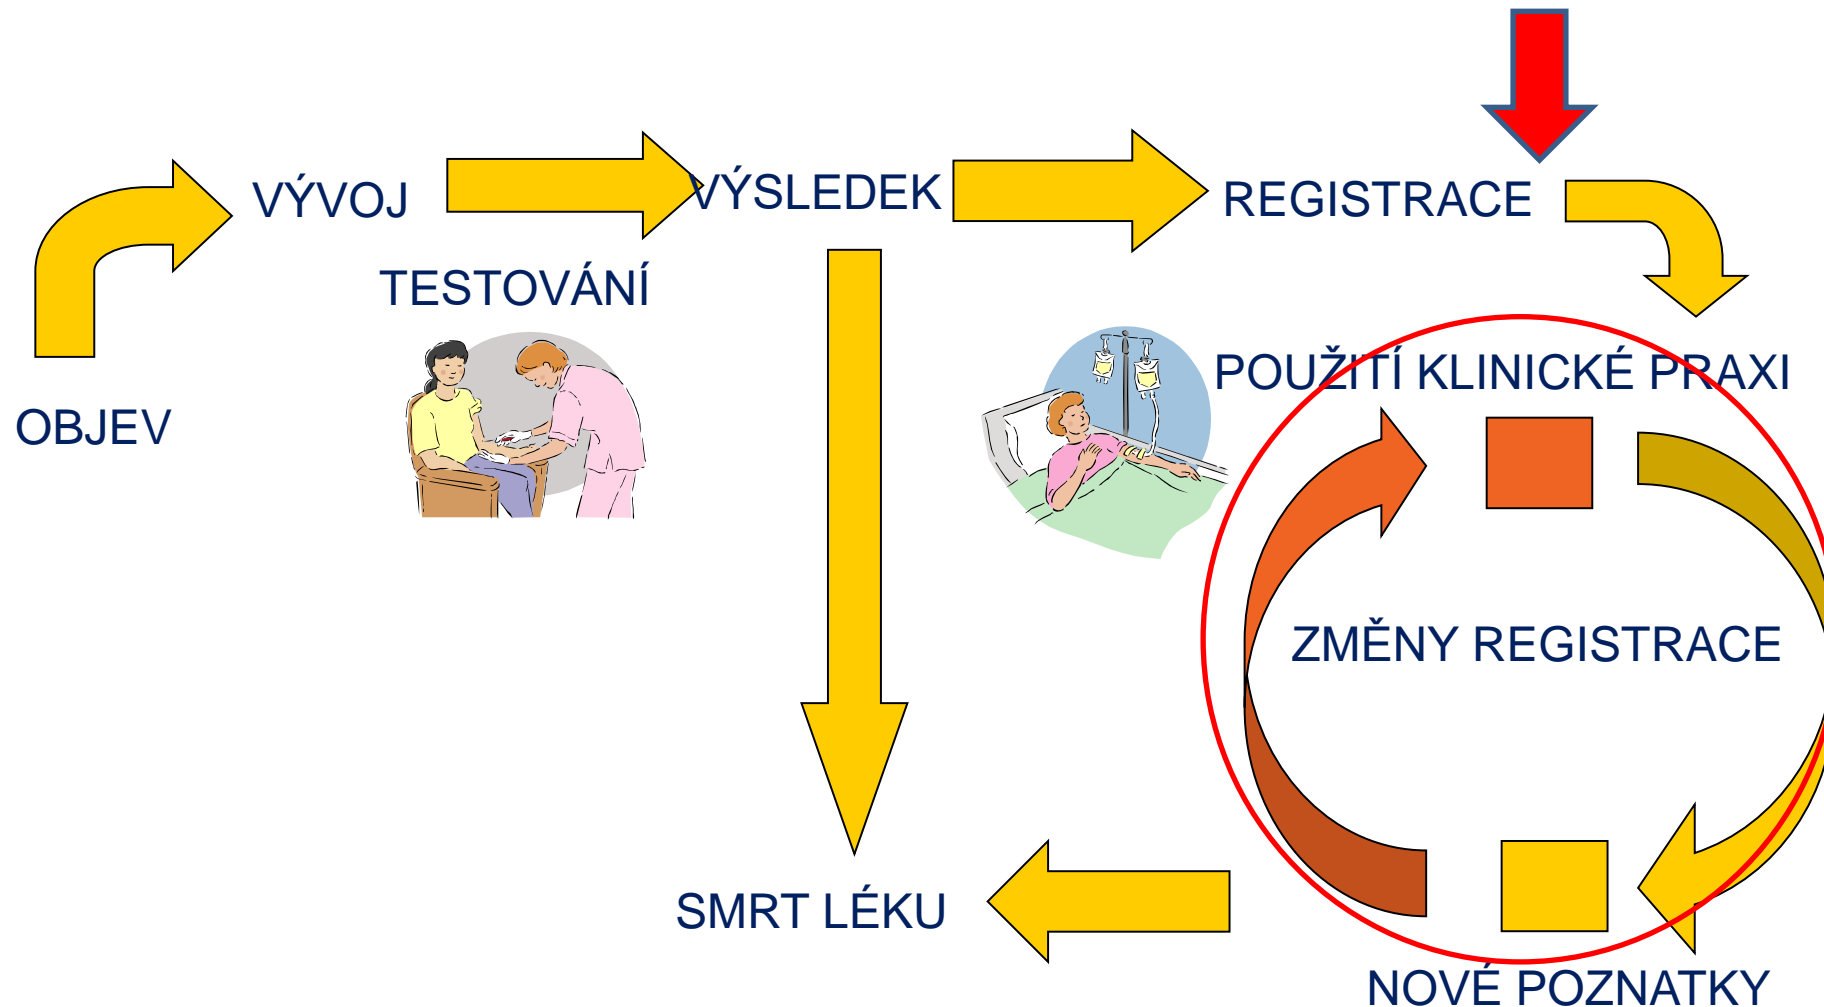 VÝVOJ
VÝSLEDEK
REGISTRACE
TESTOVÁNÍ
POUŽITÍ KLINICKÉ PRAXI
OBJEV
ZMĚNY REGISTRACE
SMRT LÉKU
NOVÉ POZNATKY